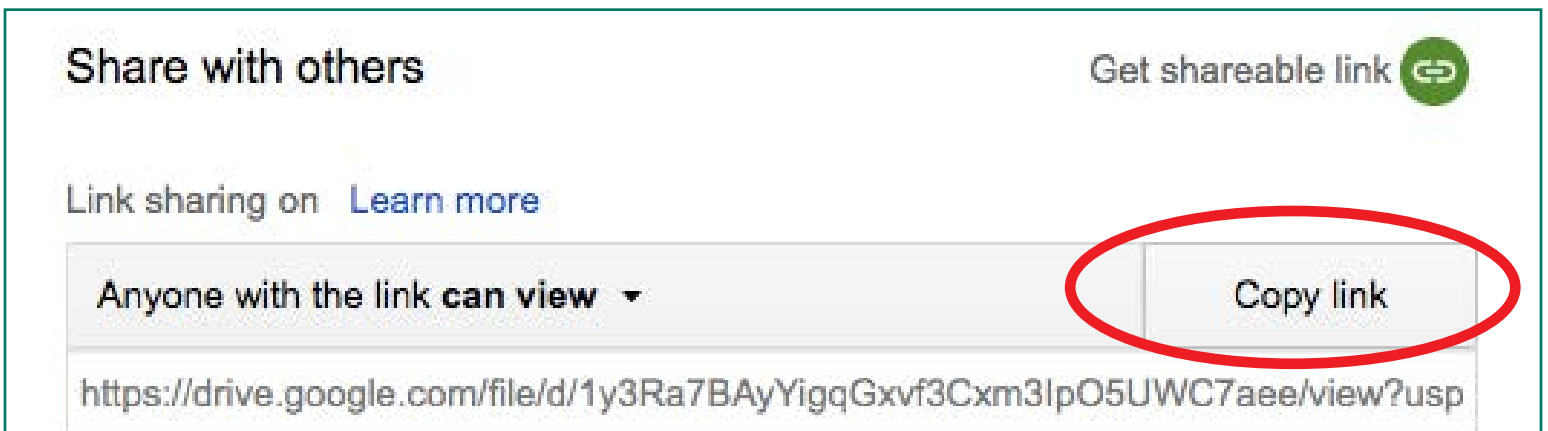 Share with others
Get shareable link
Link sharing on Learn more
Anyone with the link can view
Copy link
https://drive.google.com/file/d/1y3Ra7BAyYigqGxvf3Cxm3IpO5UWC7aee/view?usp